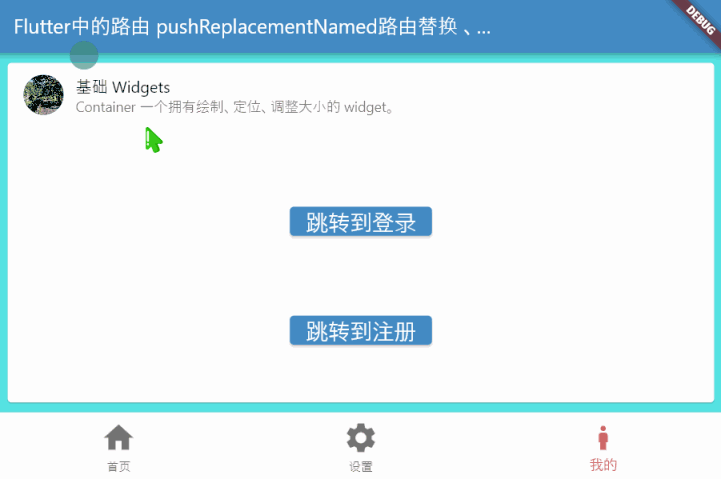 Flutter中的路由 pushReplacementNamed路由替换 、...
DEBUG
基础 Widgets
Container 一个拥有绘制、定位、调整大小的 widget。
跳转到登录
跳转到注册
首页
设置
我的